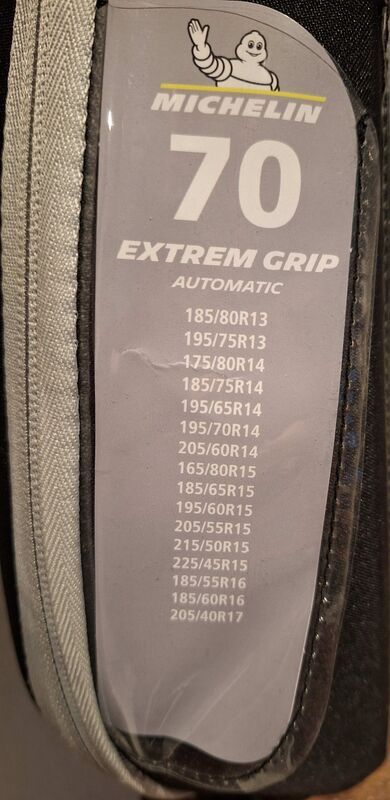 MICHELIN
70
EXTREM GRIP
AUTOMATIC
185/80R13
195/75R13
175/80R14
185/75R14
195/65R14
195/70R14
205/60R14
165/80R15
185/65R15
195/60R15
205/55R15
215/50R15
225/45R15
185/55R16
185/60R16
205/40R17